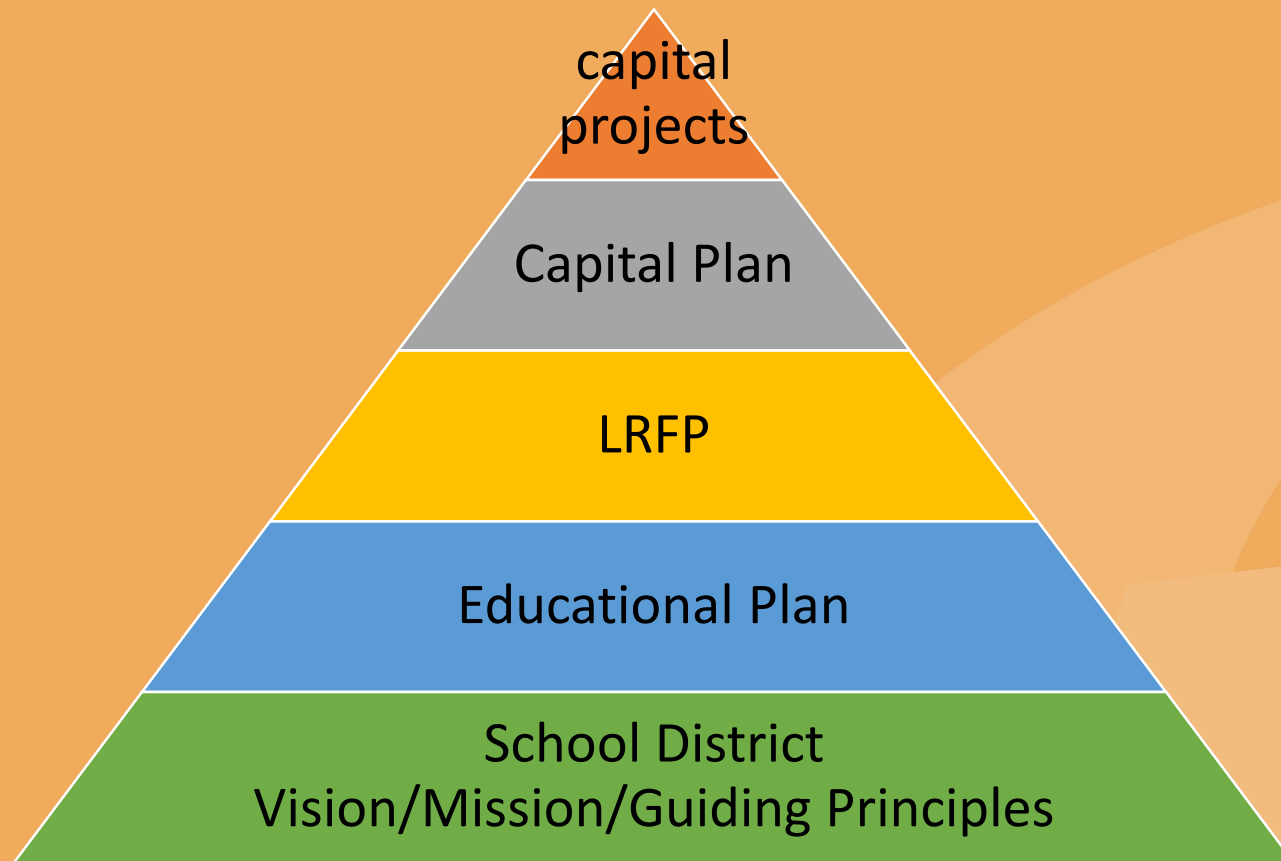 capital
projects
Capital Plan
LRFP
Educational Plan
School District
Vision/Mission/Guiding Principles